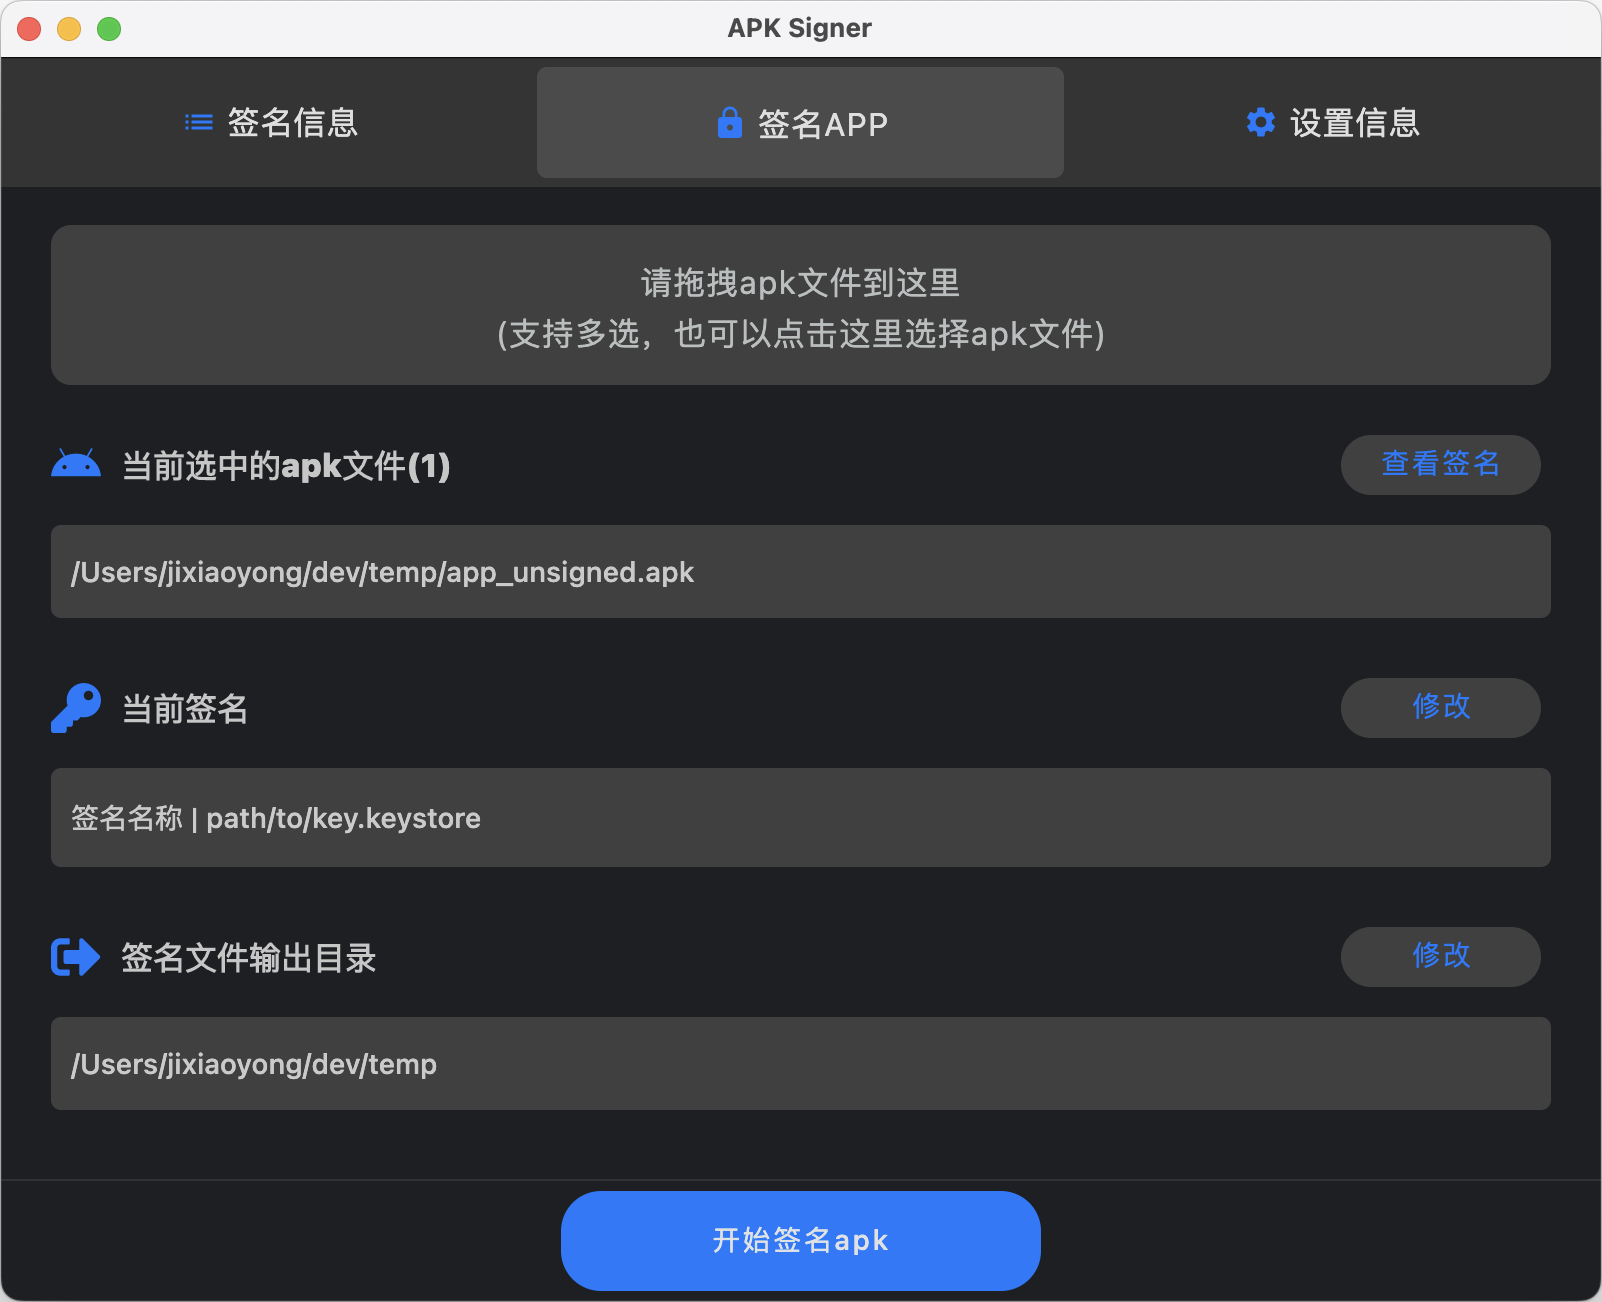 APK Signer
签名信息
签名APP
设置信息
请拖拽apk文件到这里
(支持多选，也可以点击这里选择apk文件)
当前选中的apk文件(1)
查看签名
/Users/jixiaoyong/dev/temp/app_unsigned.apk
当前签名
修改
签名名称 | path/to/key.keystore
签名文件输出目录
修改
/Users/jixiaoyong/dev/temp
开始签名apk